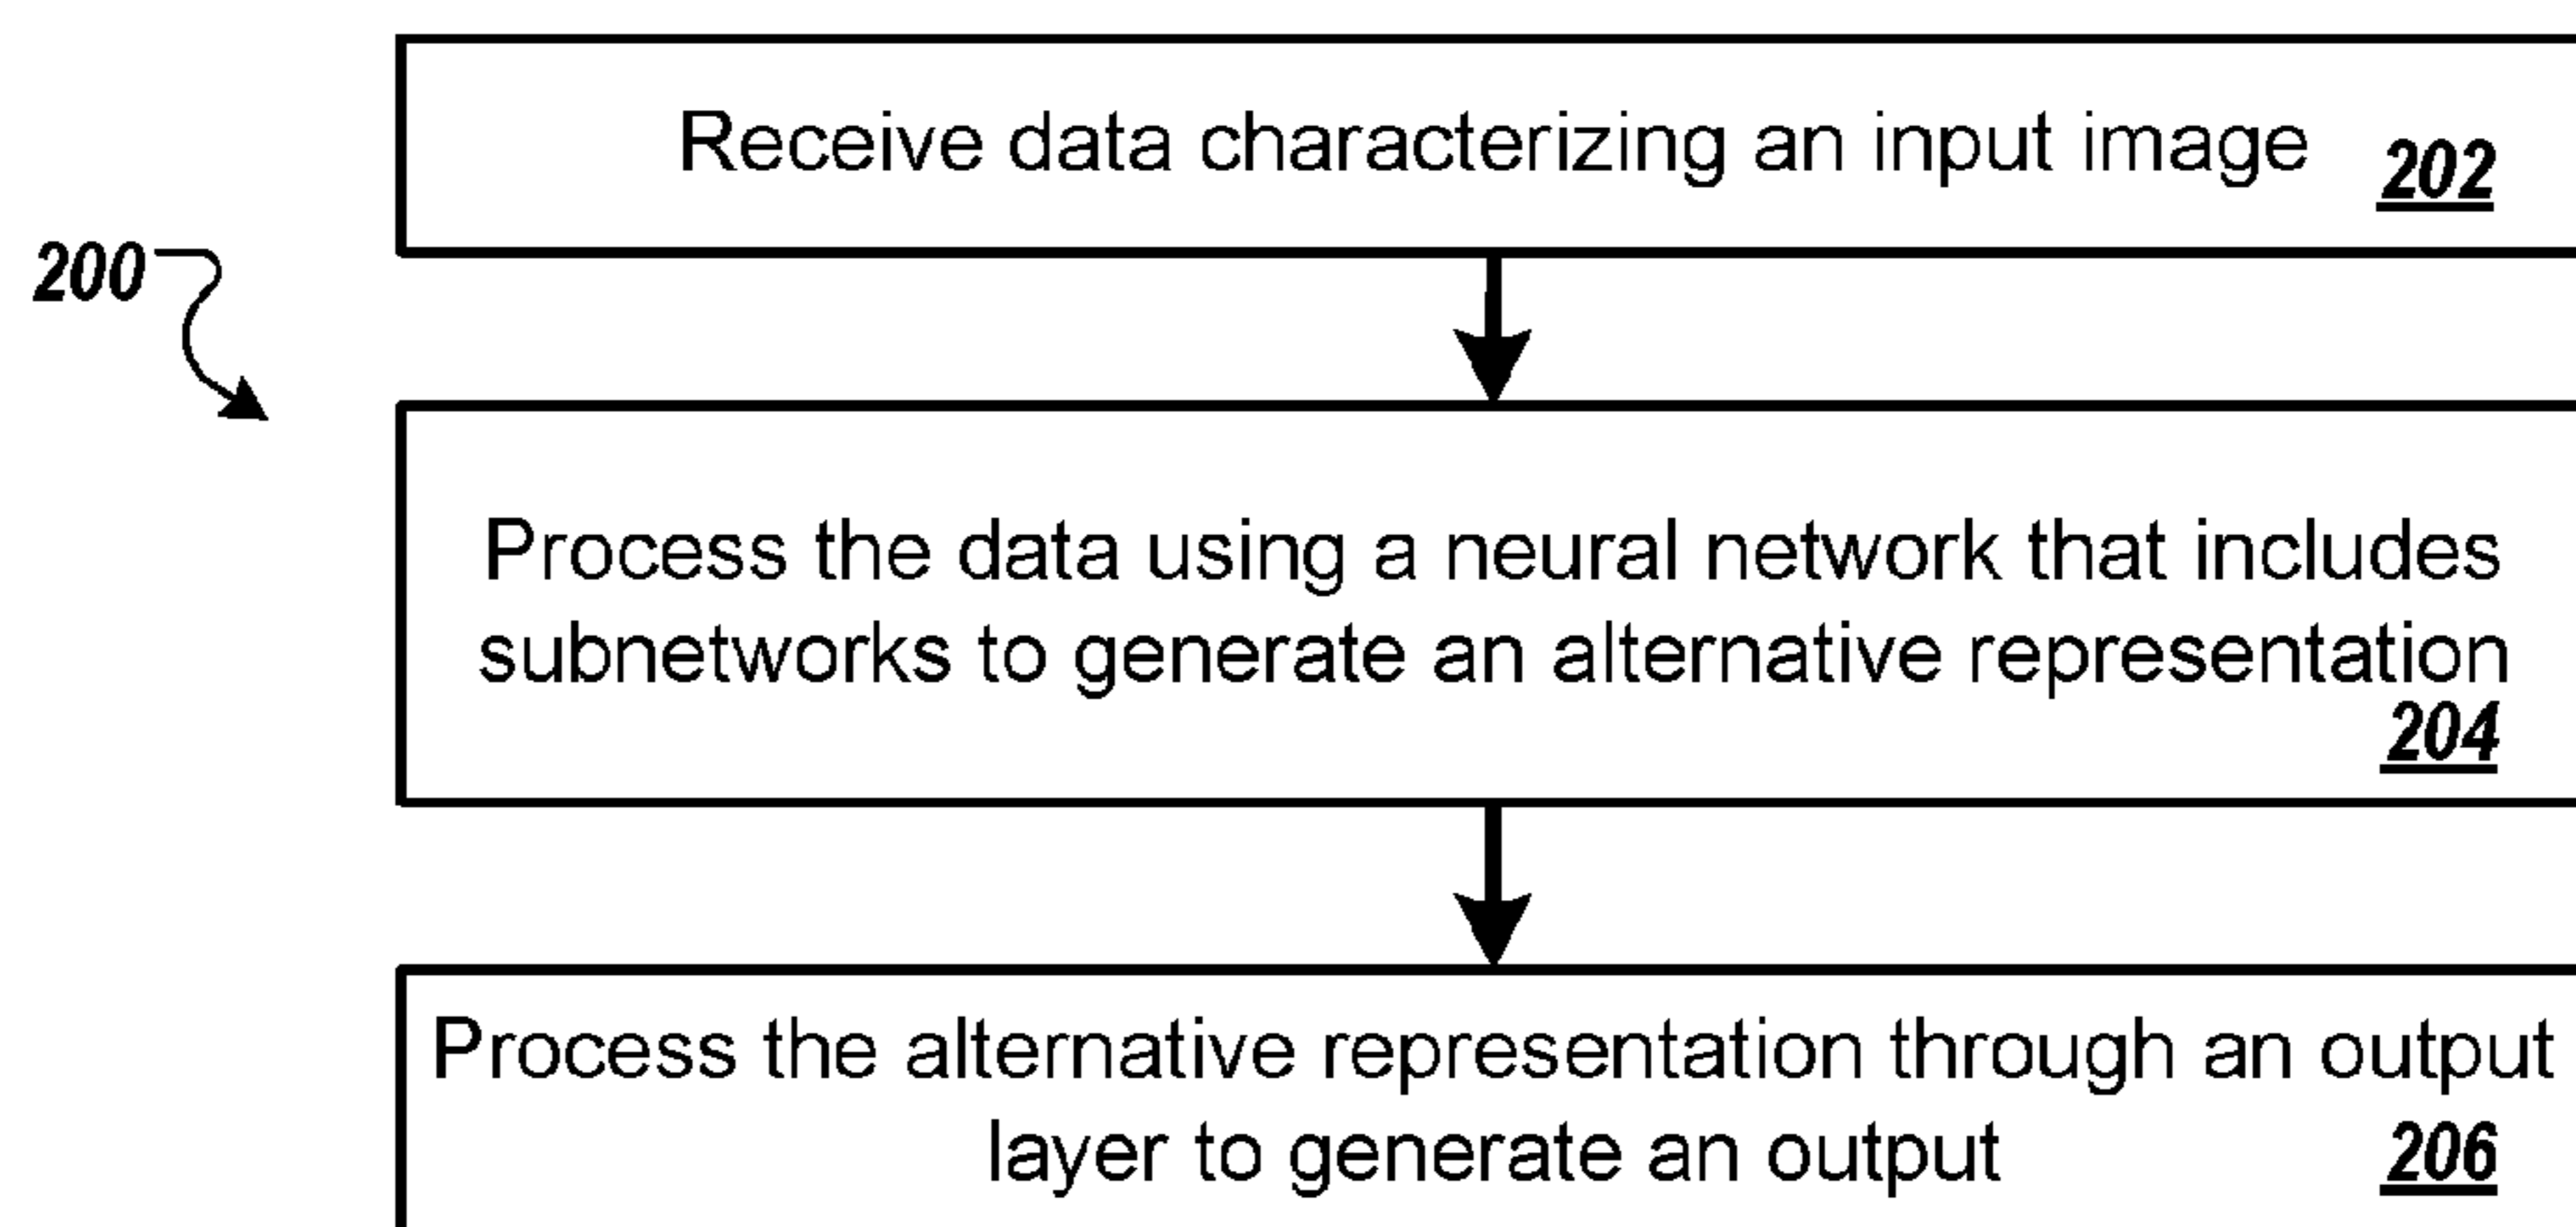 Receive data characterizing an input image 202
200
Process the data using a neural network that includes
subnetworks to generate an alternative representation
204
Process the alternative representation through an output
layer to generate an output 206